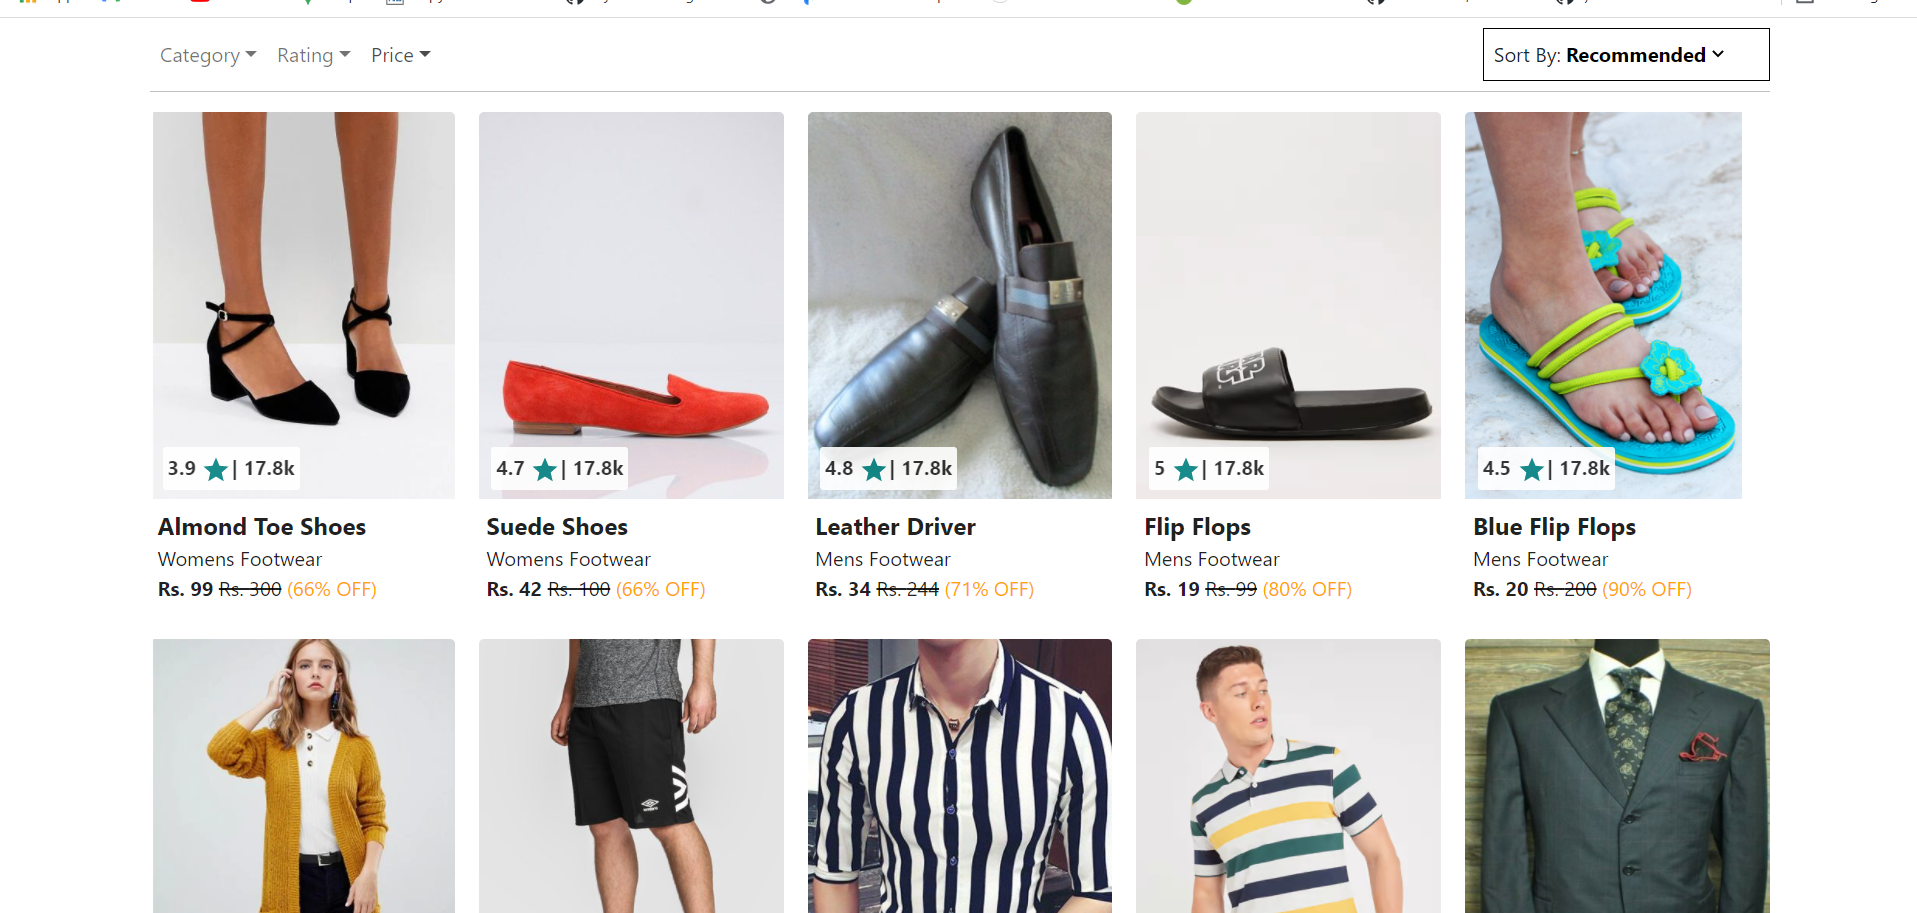 Category Rating Price Sort By: Recommended
3.9 ★ | 17.8k
4.7 ★ | 17.8k
4.8 ★ | 17.8k
5 ★ | 17.8k
4.5 ★ | 17.8k
Almond Toe Shoes
Womens Footwear
Rs. 99 Rs. 300 (66% OFF)
Suede Shoes
Womens Footwear
Rs. 42 Rs. 100 (66% OFF)
Leather Driver
Mens Footwear
Rs. 34 Rs. 244 (71% OFF)
Flip Flops
Mens Footwear
Rs. 19 Rs. 99 (80% OFF)
Blue Flip Flops
Mens Footwear
Rs. 20 Rs. 200 (90% OFF)